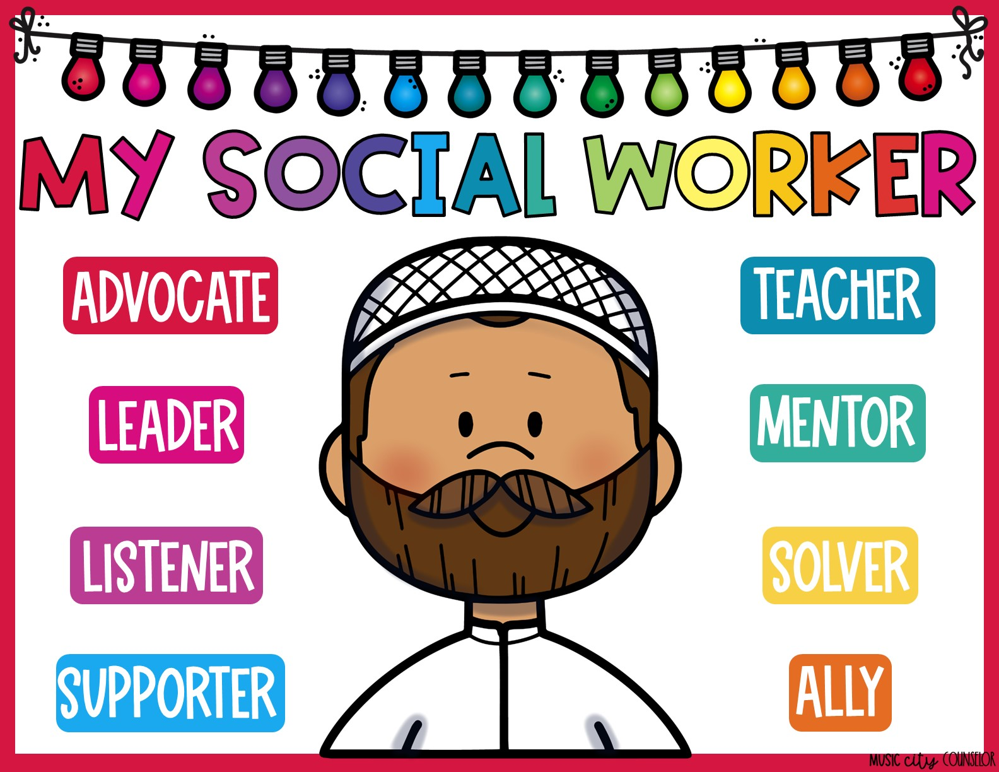 MY SOCIAL WORKER
ADVOCATE
TEACHER
LEADER
MENTOR
LISTENER
SOLVER
SUPPORTER
ALLY
MUSIC city COUNSELOR